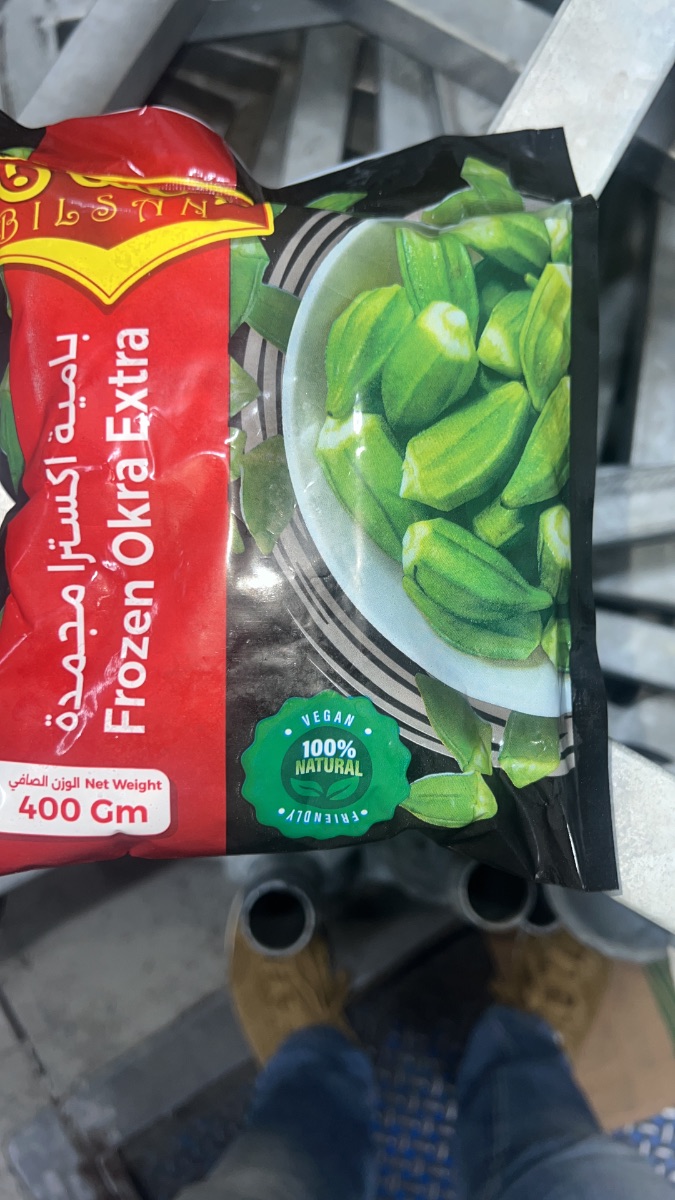 BILSAN
بامية اكسترا مجمدة
Frozen Okra Extra
الوزن الصافي Net Weight
400 Gm
VEGAN
100%
NATURAL
FRIENDLY